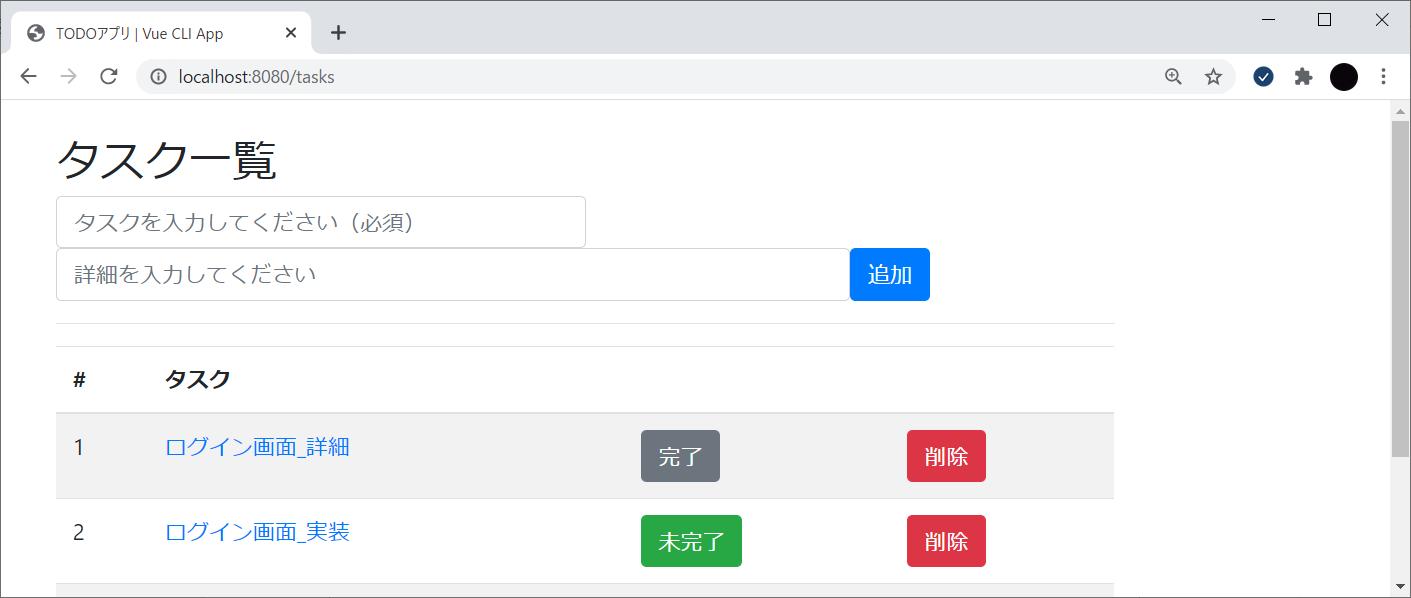 TODOアプリ | Vue CLI App
localhost:8080/tasks
タスク一覧
タスクを入力してください（必須）
詳細を入力してください
追加
# タスク
1 ログイン画面_詳細 完了 削除
2 ログイン画面_実装 未完了 削除